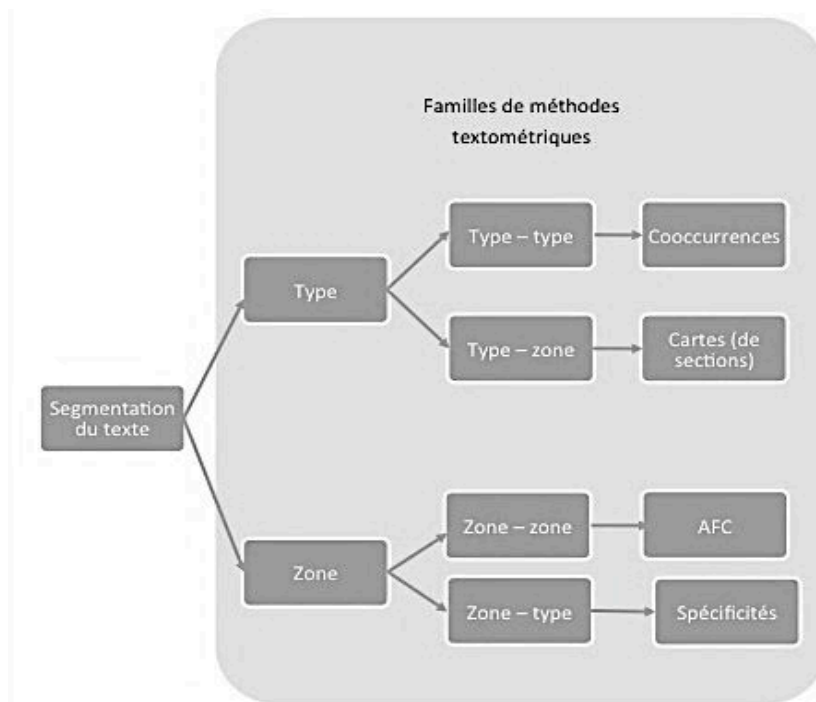 Familles de méthodes
textométriques
Type – type
Cooccurrences
Type
Type – zone
Cartes (de
sections)
Segmentation
du texte
Zone – zone
AFC
Zone
Zone – type
Spécificités